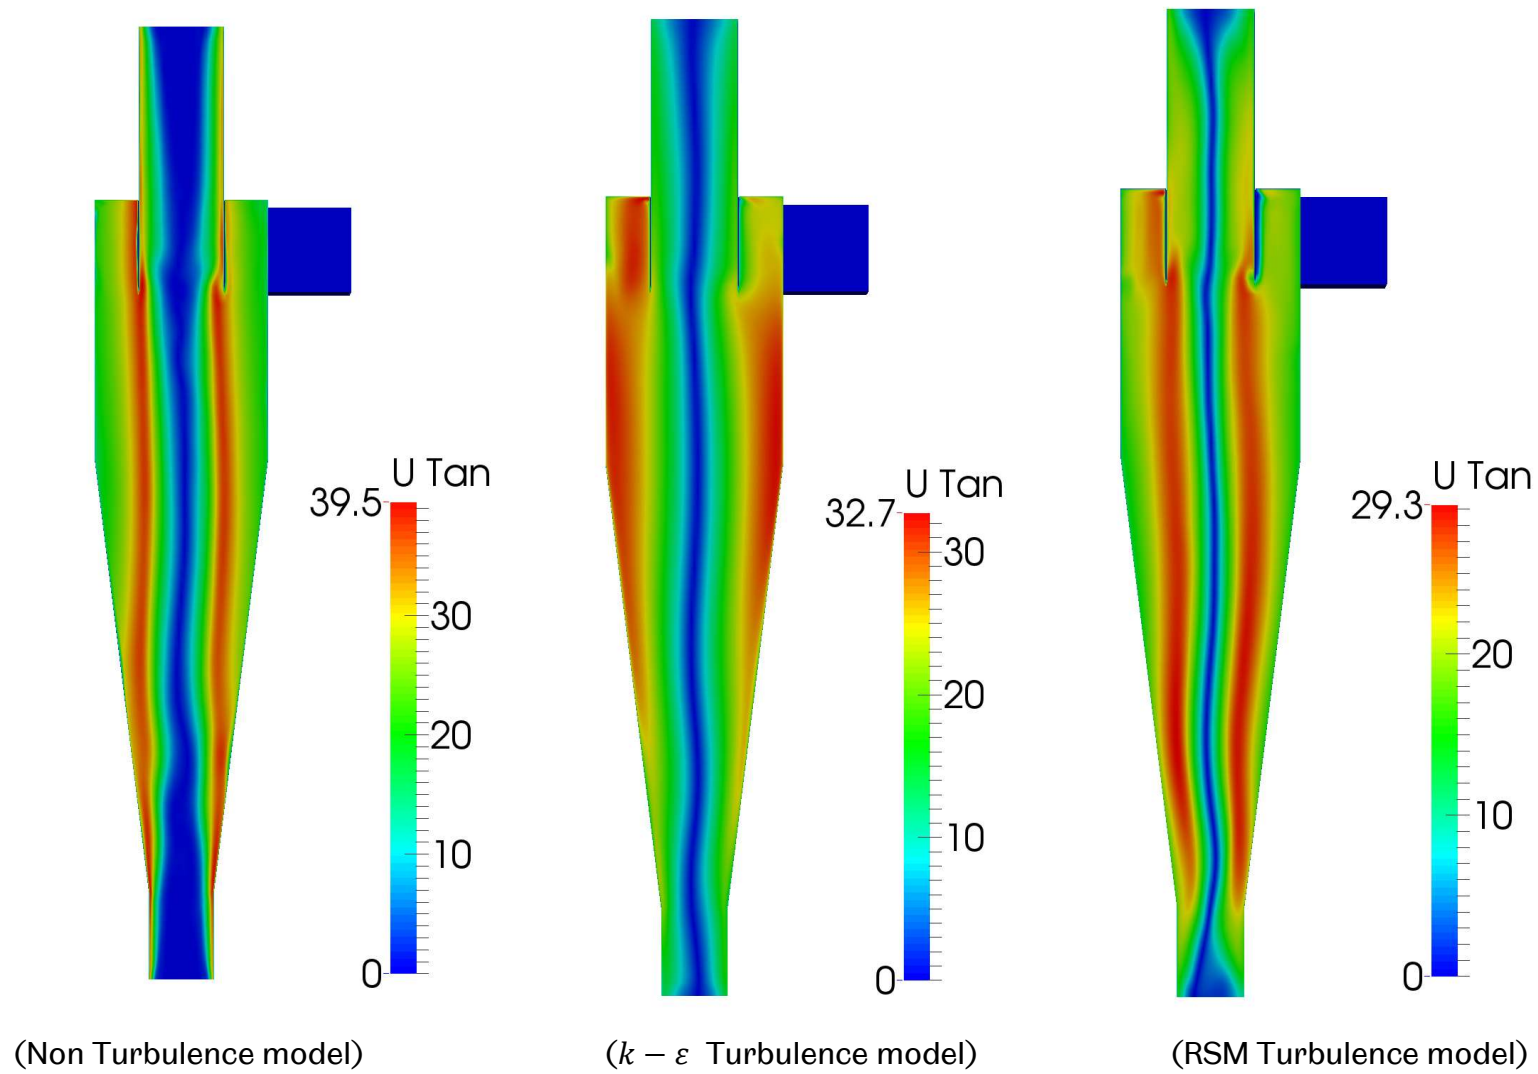 U Tan
39.5
30
20
10
0
(Non Turbulence model)
U Tan
32.7
30
20
10
0
(k − ε Turbulence model)
U Tan
29.3
20
10
0
(RSM Turbulence model)